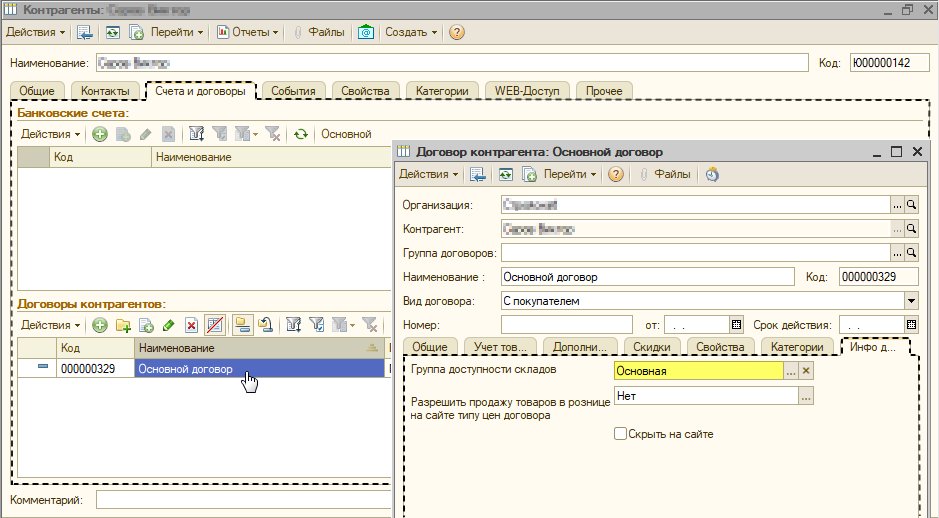 Контрагенты:
Действия Перейти Отчеты Файлы Создать
Наименование: Код: Ю00000142
Общие Контакты Счета и договоры События Свойства Категории WEB-Доступ Прочее
Банковские счета:
Действия Основной
Код Наименование
Договоры контрагентов:
Действия
Код Наименование
000000329 Основной договор
Комментарий:
Договор контрагента: Основной договор
Действия Перейти Файлы
Организация:
Контрагент:
Группа договоров:
Наименование : Основной договор Код: 000000329
Вид договора: С покупателем
Номер: от: . . Срок действия: . .
Общие Учет тов... Дополни... Скидки Свойства Категории Инфо д...
Группа доступности складов Основная
Разрешить продажу товаров в рознице Нет
на сайте типу цен договора
Скрыть на сайте